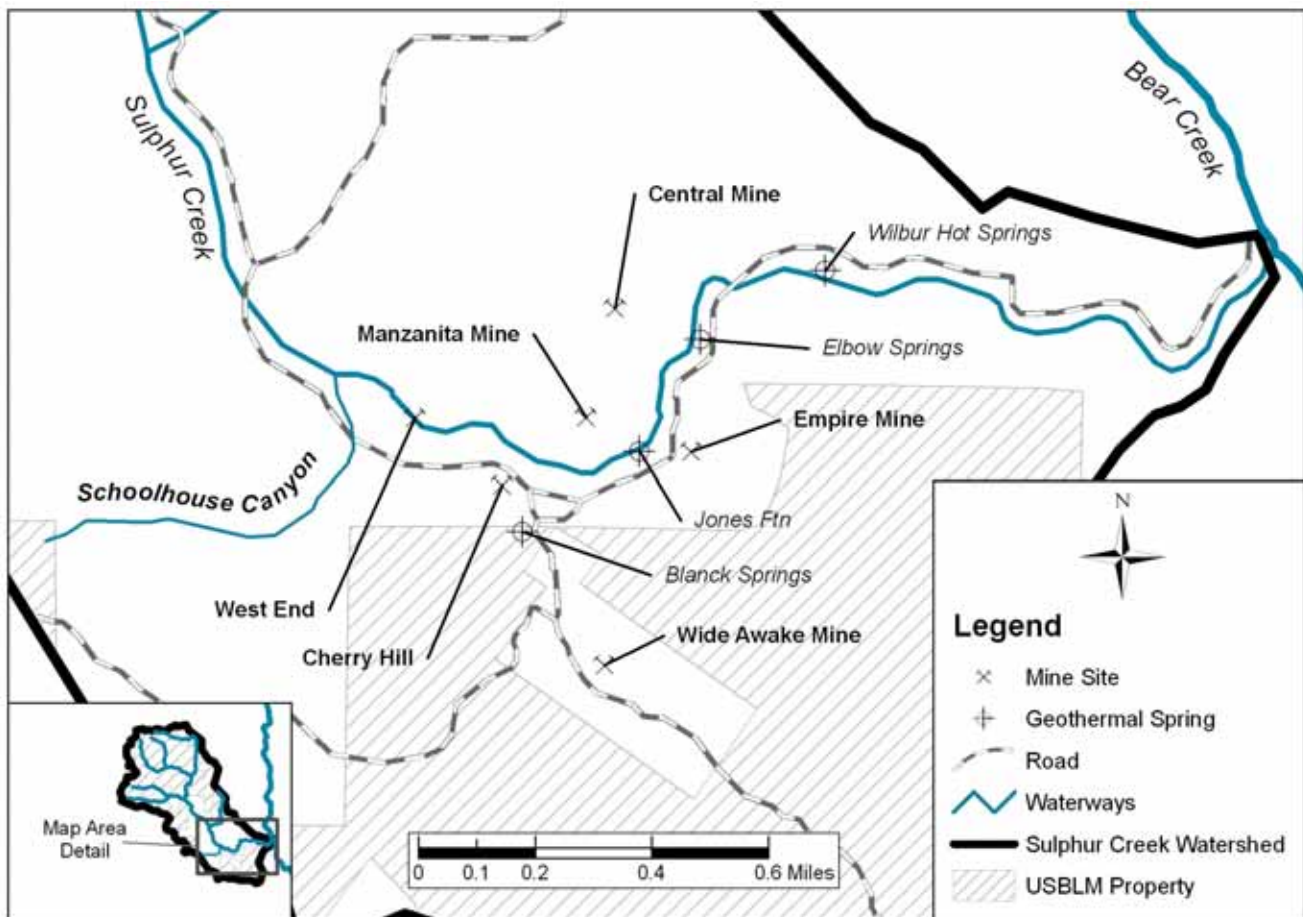 Sulphur Creek
Bear Creek
Central Mine
Wilbur Hot Springs
Manzanita Mine
Elbow Springs
Empire Mine
Schoolhouse Canyon
Jones Ftn
Blanck Springs
West End
Cherry Hill
Wide Awake Mine
N
Legend
Mine Site
Geothermal Spring
Road
Waterways
Sulphur Creek Watershed
USBLM Property
Map Area
Detail
0 0.1 0.2 0.4 0.6 Miles